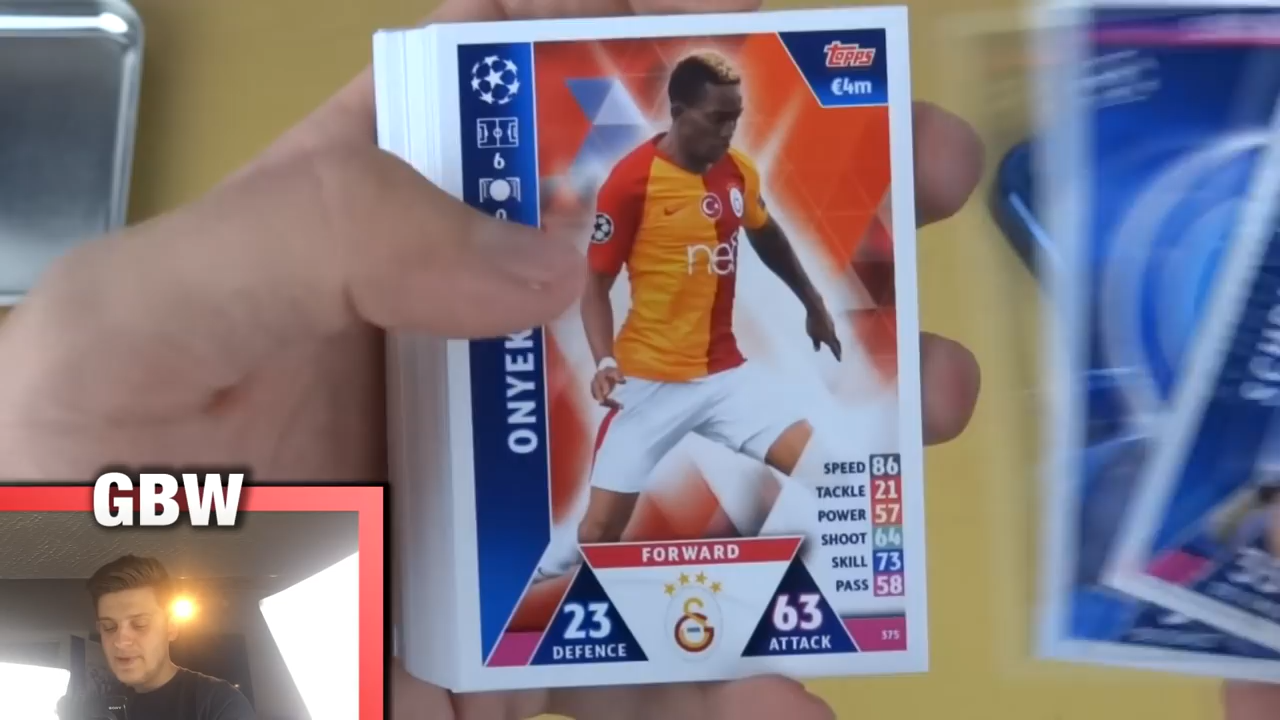 TOPPS
€4m
6
ONYEK
nef
SPEED 86
TACKLE 21
POWER 57
SHOOT 64
SKILL 73
PASS 58
FORWARD
23
DEFENCE
63
ATTACK
375
GBW